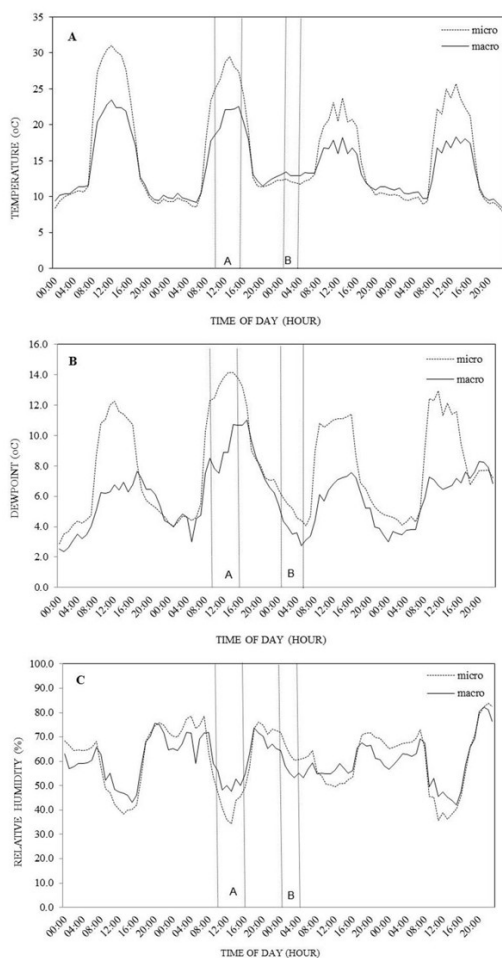 A
micro
macro
35
30
25
20
15
10
5
0
TEMPERATURE (oC)
A
B
00:00 04:00 08:00 12:00 16:00 20:00 00:00 04:00 08:00 12:00 16:00 20:00 00:00 04:00 08:00 12:00 16:00 20:00 00:00 04:00 08:00 12:00 16:00 20:00
TIME OF DAY (HOUR)
B
micro
macro
16.0
14.0
12.0
10.0
8.0
6.0
4.0
2.0
0.0
DEWPOINT (oC)
A
B
00:00 04:00 08:00 12:00 16:00 20:00 00:00 04:00 08:00 12:00 16:00 20:00 00:00 04:00 08:00 12:00 16:00 20:00 00:00 04:00 08:00 12:00 16:00 20:00
TIME OF DAY (HOUR)
C
micro
macro
100.0
90.0
80.0
70.0
60.0
50.0
40.0
30.0
20.0
10.0
0.0
RELATIVE HUMIDITY (%)
A
B
00:00 04:00 08:00 12:00 16:00 20:00 00:00 04:00 08:00 12:00 16:00 20:00 00:00 04:00 08:00 12:00 16:00 20:00 00:00 04:00 08:00 12:00 16:00 20:00
TIME OF DAY (HOUR)